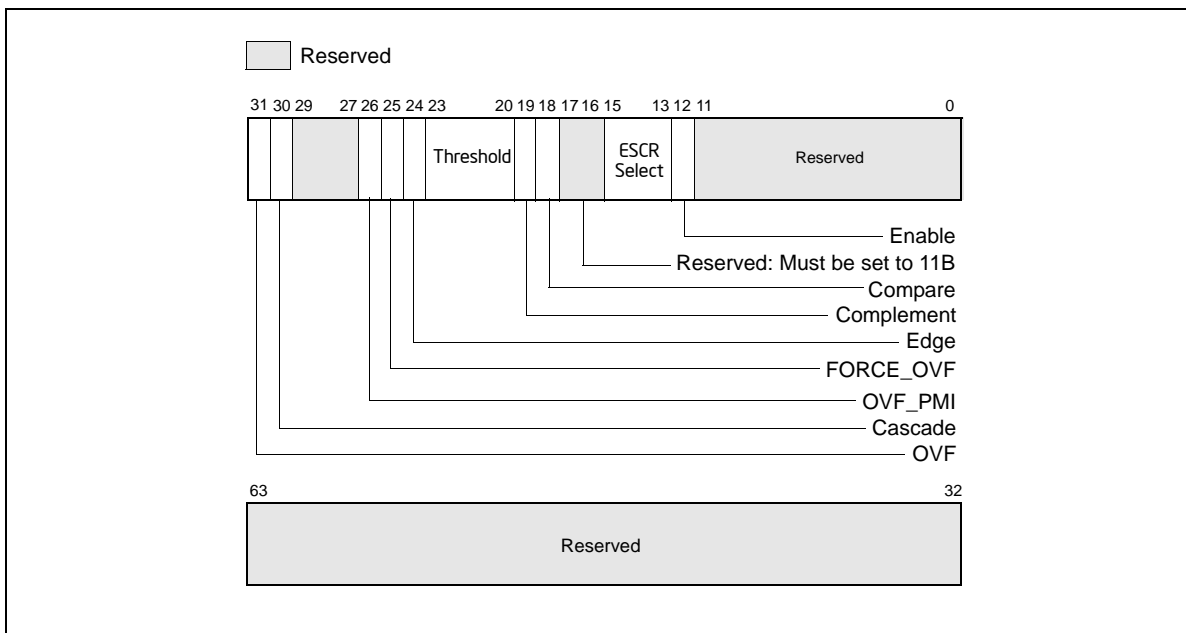 Reserved
31 30 29 27 26 25 24 23 20 19 18 17 16 15 13 12 11 0
Threshold
ESCR
Select
Reserved
Enable
Reserved: Must be set to 11B
Compare
Complement
Edge
FORCE_OVF
OVF_PMI
Cascade
OVF
63 32
Reserved